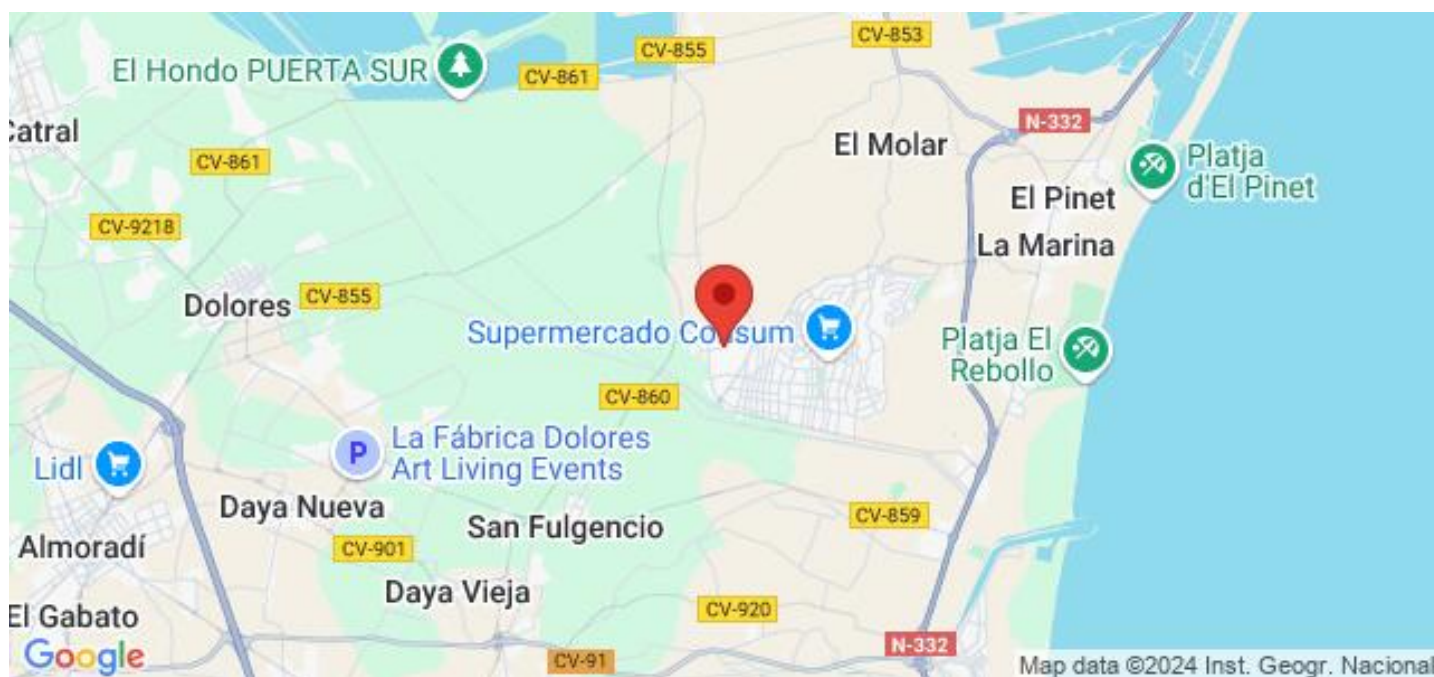 CV-853
CV-855
El Hondo PUERTA SUR
CV-861
N-332
Catral
El Molar
CV-861
Platja
d'El Pinet
El Pinet
CV-9218
La Marina
Dolores
CV-855
Supermercado Consum
Platja El
Rebollo
CV-860
La Fábrica Dolores
Art Living Events
P
Lidl
Daya Nueva
San Fulgencio
CV-859
Almoradí
CV-901
Daya Vieja
CV-920
El Gabato
N-332
Google
CV-91
Map data ©2024 Inst. Geogr. Nacional